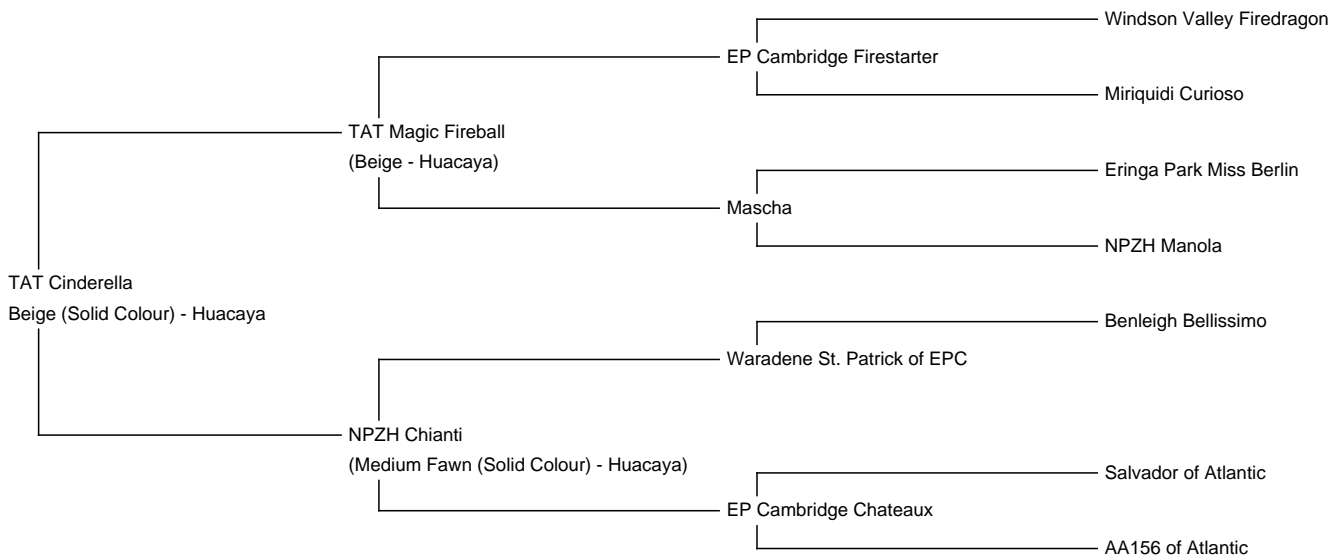 Windson Valley Firedragon
EP Cambridge Firestarter
Miriquidi Curioso
TAT Magic Fireball
(Beige - Huacaya)
Eringa Park Miss Berlin
Mascha
NPZH Manola
TAT Cinderella
Beige (Solid Colour) - Huacaya
Benleigh Bellissimo
Waradene St. Patrick of EPC
NPZH Chianti
(Medium Fawn (Solid Colour) - Huacaya)
Salvador of Atlantic
EP Cambridge Chateaux
AA156 of Atlantic